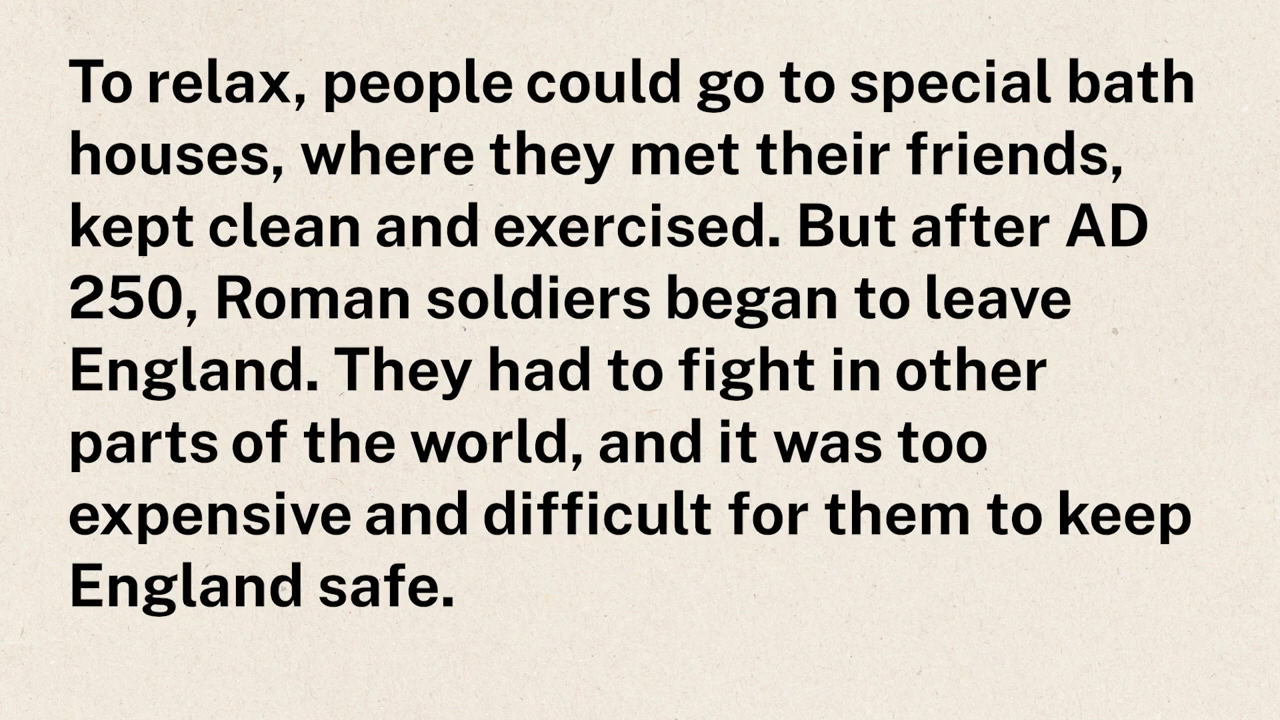 To relax, people could go to special bath
houses, where they met their friends,
kept clean and exercised. But after AD
250, Roman soldiers began to leave
England. They had to fight in other
parts of the world, and it was too
expensive and difficult for them to keep
England safe.